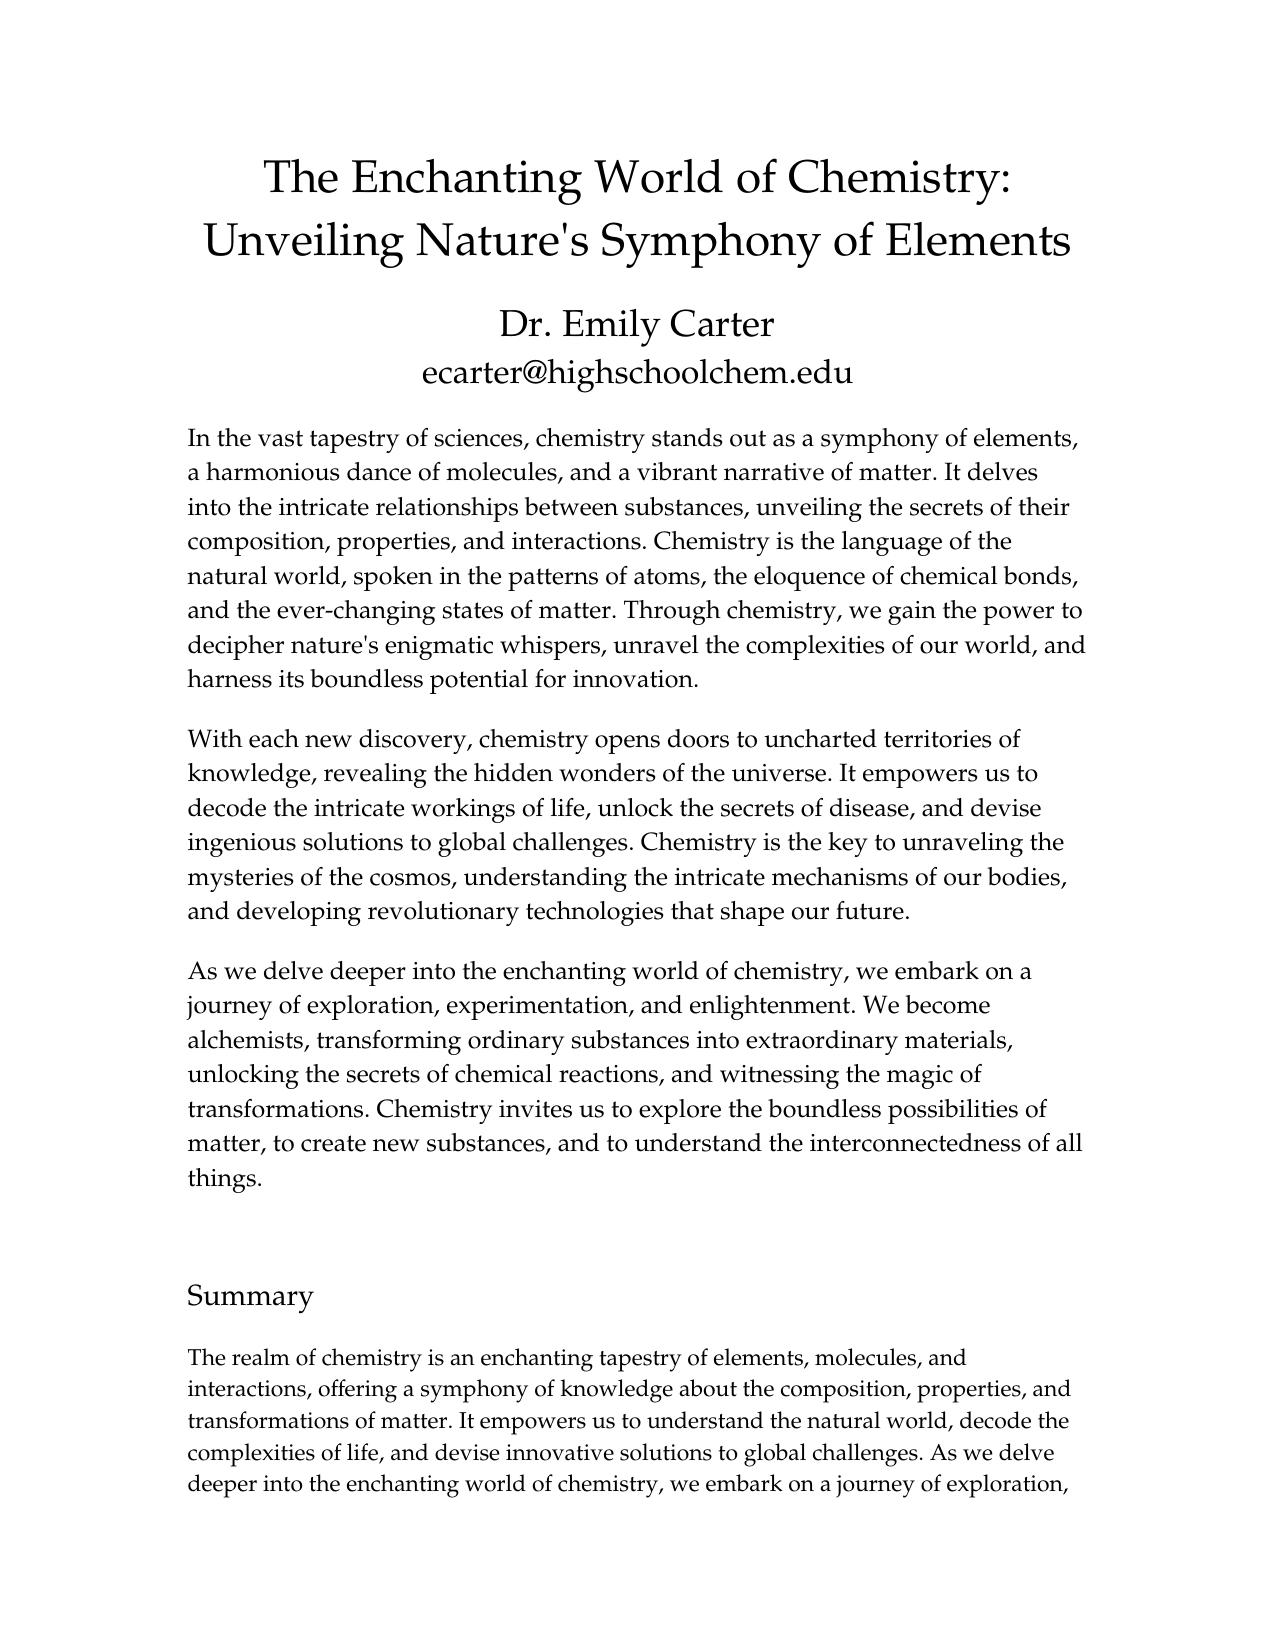 The Enchanting World of Chemistry:
Unveiling Nature's Symphony of Elements
Dr. Emily Carter
ecarter@highschoolchem.edu
In the vast tapestry of sciences, chemistry stands out as a symphony of elements,
a harmonious dance of molecules, and a vibrant narrative of matter. It delves
into the intricate relationships between substances, unveiling the secrets of their
composition, properties, and interactions. Chemistry is the language of the
natural world, spoken in the patterns of atoms, the eloquence of chemical bonds,
and the ever-changing states of matter. Through chemistry, we gain the power to
decipher nature's enigmatic whispers, unravel the complexities of our world, and
harness its boundless potential for innovation.
With each new discovery, chemistry opens doors to uncharted territories of
knowledge, revealing the hidden wonders of the universe. It empowers us to
decode the intricate workings of life, unlock the secrets of disease, and devise
ingenious solutions to global challenges. Chemistry is the key to unraveling the
mysteries of the cosmos, understanding the intricate mechanisms of our bodies,
and developing revolutionary technologies that shape our future.
As we delve deeper into the enchanting world of chemistry, we embark on a
journey of exploration, experimentation, and enlightenment. We become
alchemists, transforming ordinary substances into extraordinary materials,
unlocking the secrets of chemical reactions, and witnessing the magic of
transformations. Chemistry invites us to explore the boundless possibilities of
matter, to create new substances, and to understand the interconnectedness of all
things.
Summary
The realm of chemistry is an enchanting tapestry of elements, molecules, and
interactions, offering a symphony of knowledge about the composition, properties, and
transformations of matter. It empowers us to understand the natural world, decode the
complexities of life, and devise innovative solutions to global challenges. As we delve
deeper into the enchanting world of chemistry, we embark on a journey of exploration,